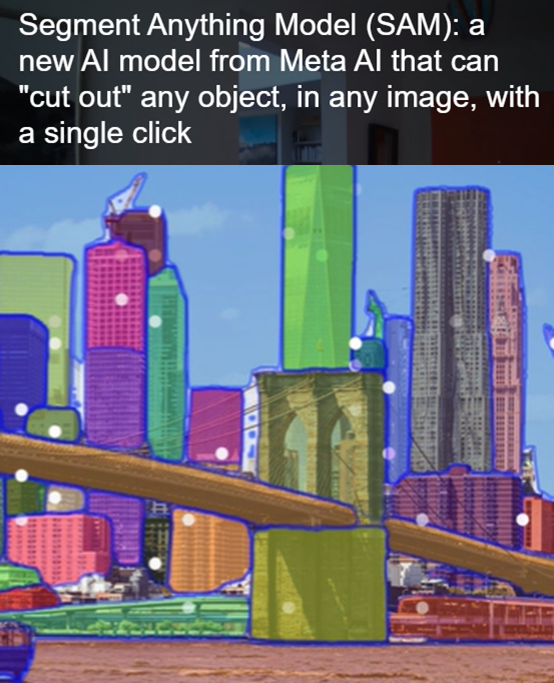 Segment Anything Model (SAM): a
new AI model from Meta AI that can
"cut out" any object, in any image, with
a single click